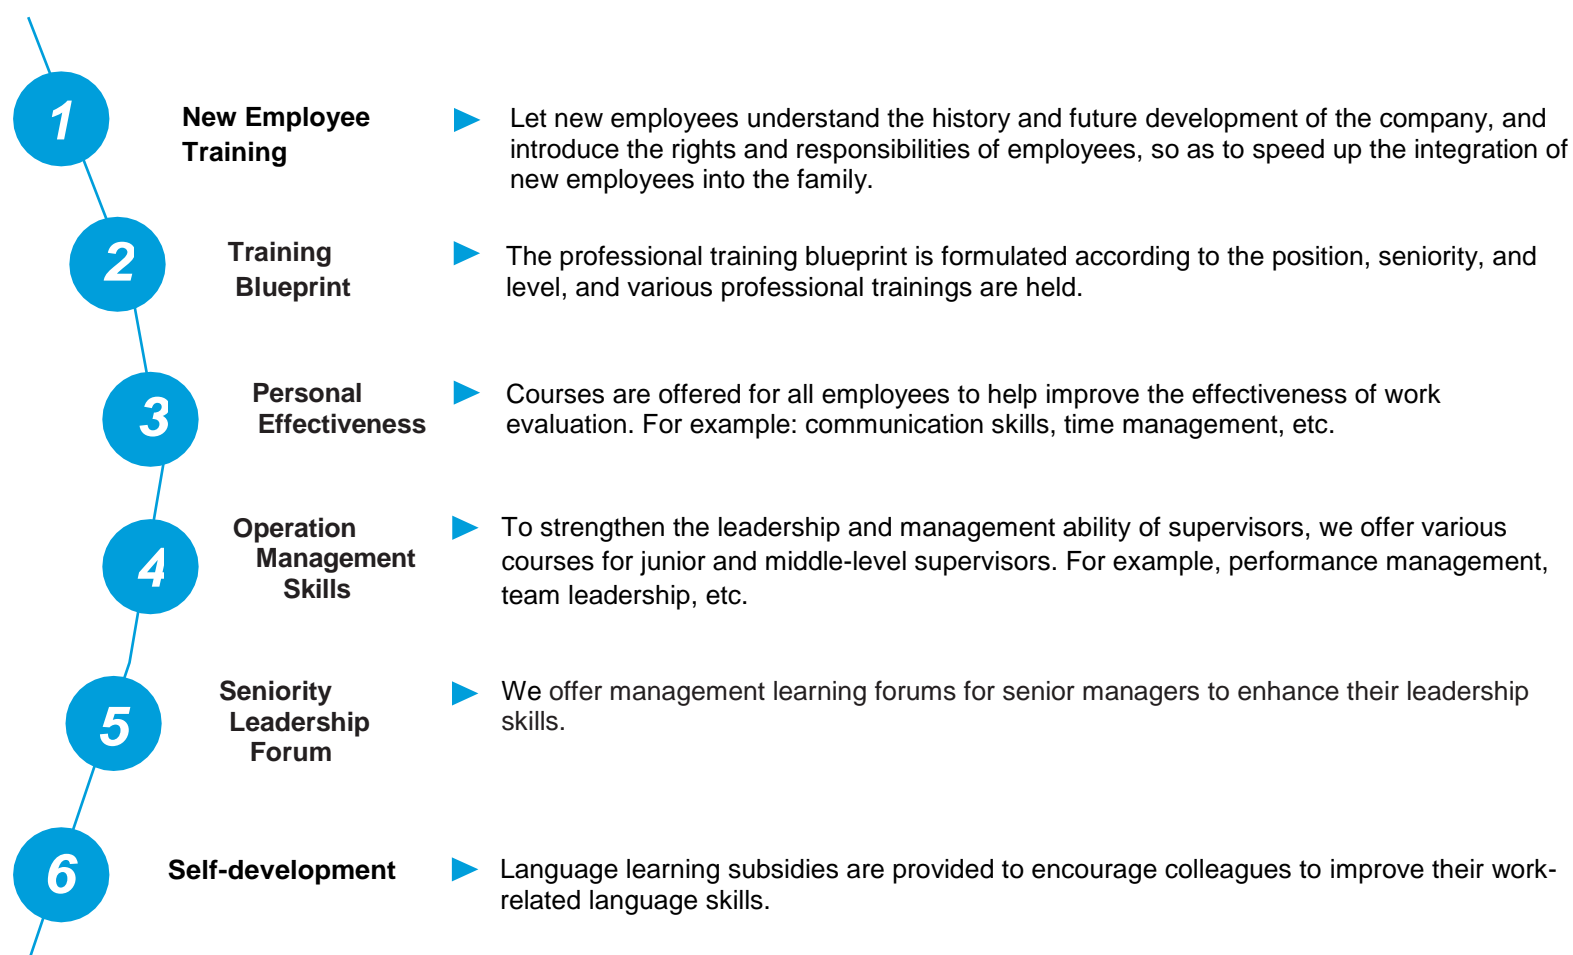 1
New Employee
Training
Let new employees understand the history and future development of the company, and
introduce the rights and responsibilities of employees, so as to speed up the integration of
new employees into the family.
2
Training
Blueprint
The professional training blueprint is formulated according to the position, seniority, and
level, and various professional trainings are held.
3
Personal
Effectiveness
Courses are offered for all employees to help improve the effectiveness of work
evaluation. For example: communication skills, time management, etc.
4
Operation
Management
Skills
To strengthen the leadership and management ability of supervisors, we offer various
courses for junior and middle-level supervisors. For example, performance management,
team leadership, etc.
5
Seniority
Leadership
Forum
We offer management learning forums for senior managers to enhance their leadership
skills.
6
Self-development
Language learning subsidies are provided to encourage colleagues to improve their work-
related language skills.